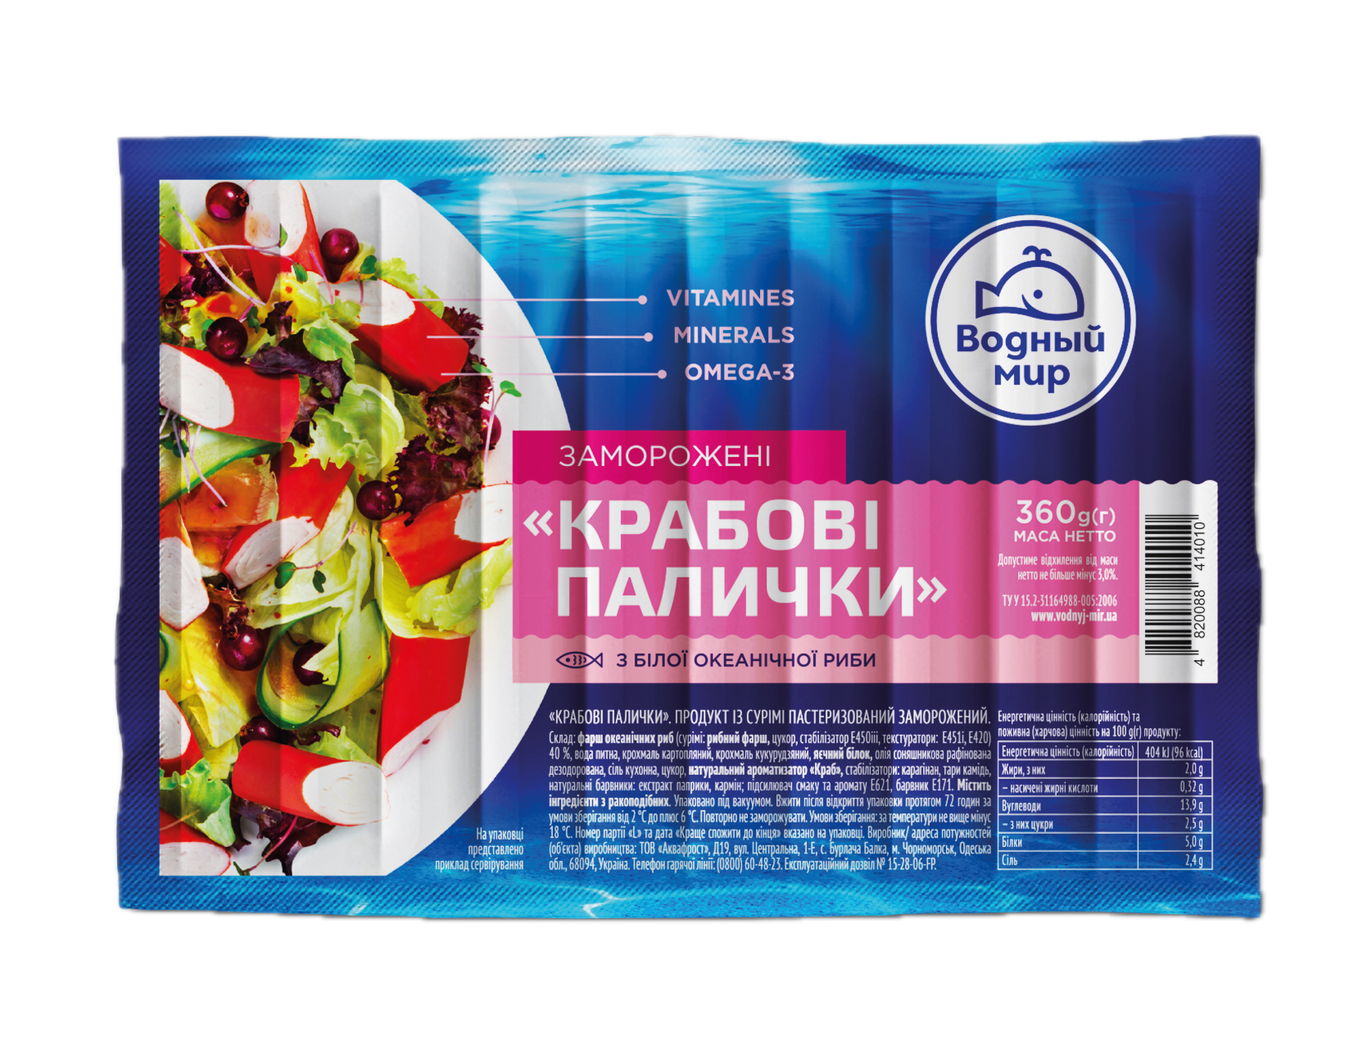 VITAMINES
MINERALS
OMEGA-3
Водный
мир
ЗАМОРОЖЕНІ
«КРАБОВІ
ПАЛИЧКИ»
З БІЛОЇ ОКЕАНІЧНОЇ РИБИ
360g(г)
МАСА НЕТТО
Допустиме відхилення від маси
нетто не більше мінус 3,0%.
ТУ У 15.2-31164988-005:2006
www.vodnyj-mir.ua
4 820088 414010
«КРАБОВІ ПАЛИЧКИ». ПРОДУКТ ІЗ СУРІМІ ПАСТЕРИЗОВАНИЙ ЗАМОРОЖЕНИЙ.
Склад: фарш океанічних риб (сурімі: рибний фарш, цукор, стабілізатор Е450ііі, текстуратори: Е451і, Е420)
40 %, вода питна, крохмаль картопляний, крохмаль кукурудзяний, яєчний білок, олія соняшникова рафінована
дезодорована, сіль кухонна, цукор, натуральний ароматизатор «Краб», стабілізатори: карагінан, тари камідь,
натуральні барвники: екстракт паприки, кармін; підсилювач смаку та аромату Е621, барвник Е171. Містить
інгредієнти з ракоподібних. Упаковано під вакуумом. Вжити після відкриття упаковки протягом 72 годин за
умови зберігання від 2 °С до плюс 6 °С. Повторно не заморожувати. Умови зберігання: за температури не вище мінус
18 °С. Номер партії «L» та дата «Краще спожити до кінця» вказано на упаковці. Виробник/ адреса потужностей
(об'єкта) виробництва: ТОВ «Аквафрост», Д19, вул. Центральна, 1-Е, с. Бурлача Балка, м. Чорноморськ, Одеська
обл., 68094, Україна. Телефон гарячої лінії: (0800) 60-48-23. Експлуатаційний дозвіл № 15-28-06-FP.
Енергетична цінність (калорійність) та
поживна (харчова) цінність на 100 g(г) продукту:
Енергетична цінність (калорійність) 404 kJ (96 kcal)
Жири, з них 2,0 g
– насичені жирні кислоти 0,32 g
Вуглеводи 13,9 g
– з них цукри 2,5 g
Білки 5,0 g
Сіль 2,4 g
На упаковці
представлено
приклад сервірування